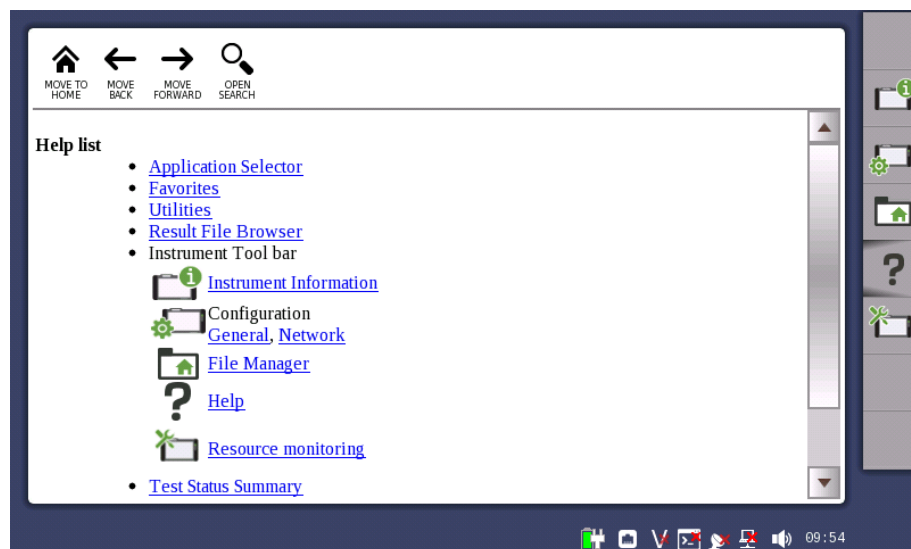 MOVE TO HOME
MOVE BACK
MOVE FORWARD
OPEN SEARCH
Help list
Application Selector
Favorites
Utilities
Result File Browser
Instrument Tool bar
Instrument Information
Configuration
General, Network
File Manager
Help
Resource monitoring
Test Status Summary
09:54